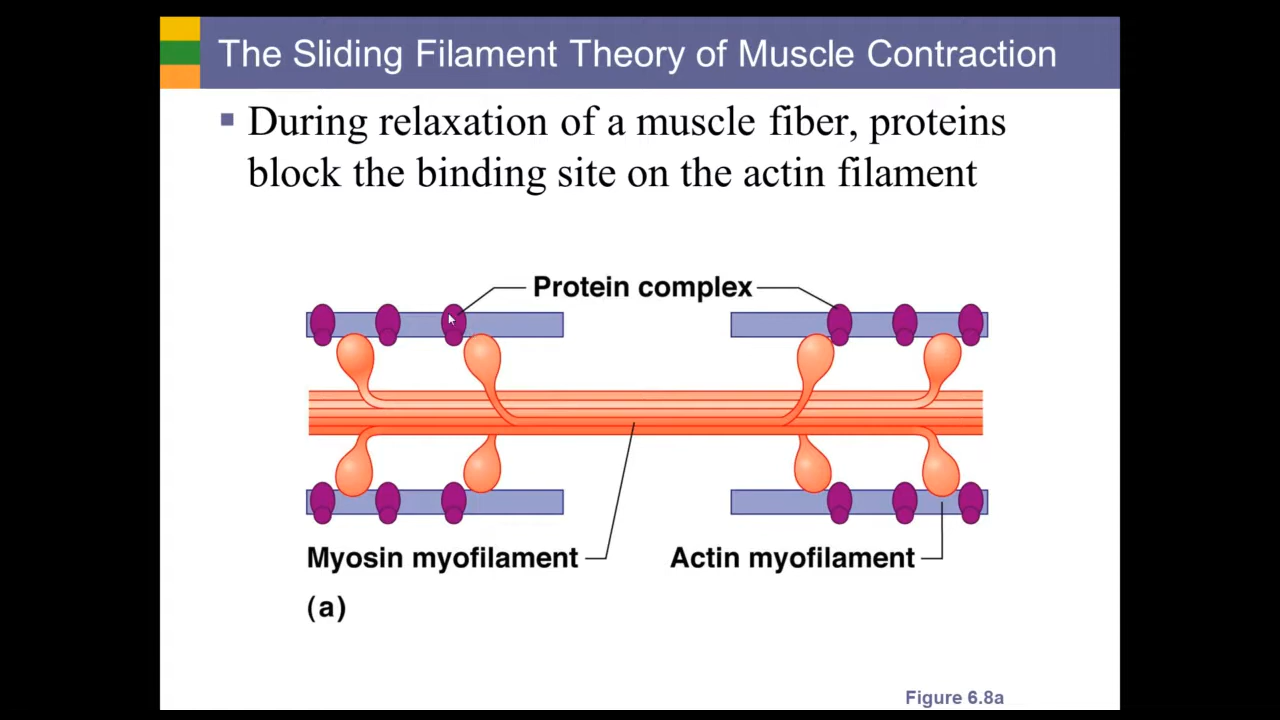 The Sliding Filament Theory of Muscle Contraction
During relaxation of a muscle fiber, proteins
block the binding site on the actin filament
Protein complex
Myosin myofilament
Actin myofilament
(a)
Figure 6.8a